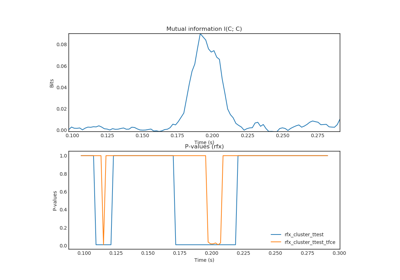 Mutual information I(C; C)
0.08
0.06
0.04
0.02
0.00
Bits
0.100 0.125 0.150 0.175 0.200 0.225 0.250 0.275
Time (s)
P-values (rfx)
1.0
0.8
0.6
0.4
0.2
0.0
P-values
rfx_cluster_ttest
rfx_cluster_ttest_tfce
0.100 0.125 0.150 0.175 0.200 0.225 0.250 0.275 0.300
Time (s)